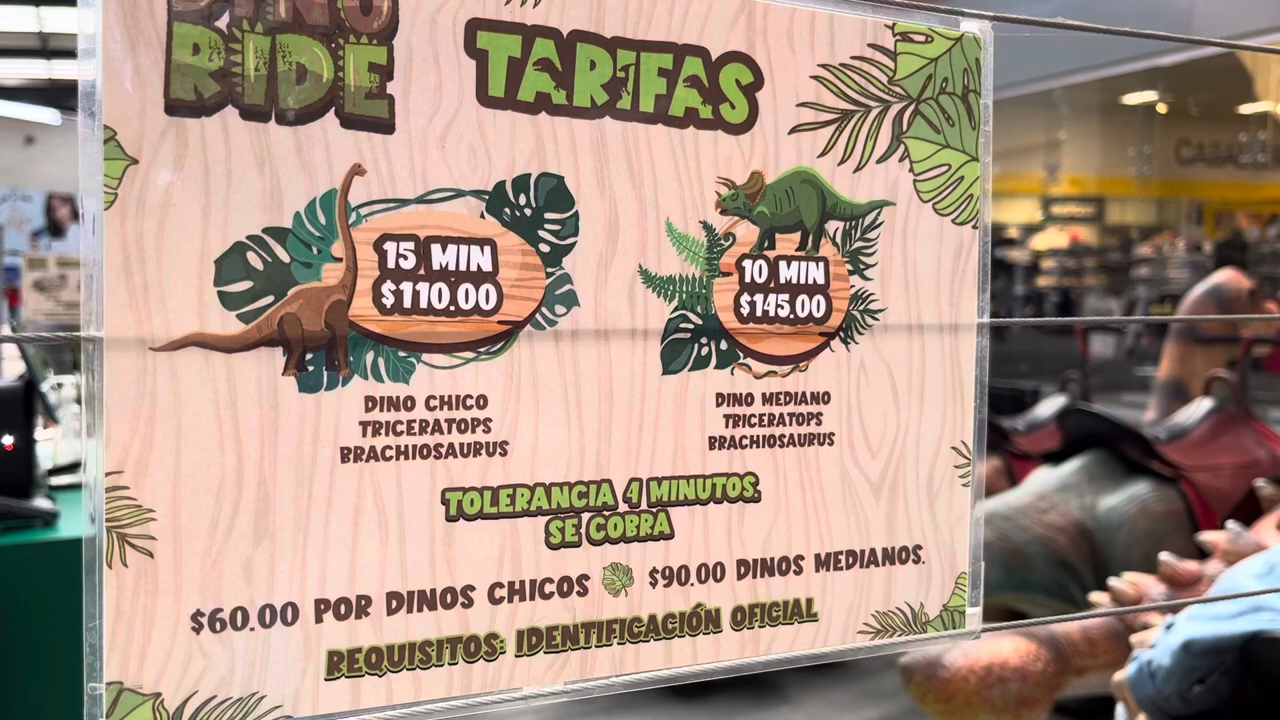 DINO
RIDE
TARIFAS
15 MIN
$110.00
10 MIN
$145.00
DINO CHICO
TRICERATOPS
BRACHIOSAURUS
DINO MEDIANO
TRICERATOPS
BRACHIOSAURUS
TOLERANCIA 4 MINUTOS.
SE COBRA
$60.00 POR DINOS CHICOS
$90.00 DINOS MEDIANOS.
REQUISITOS: IDENTIFICACIÓN OFICIAL